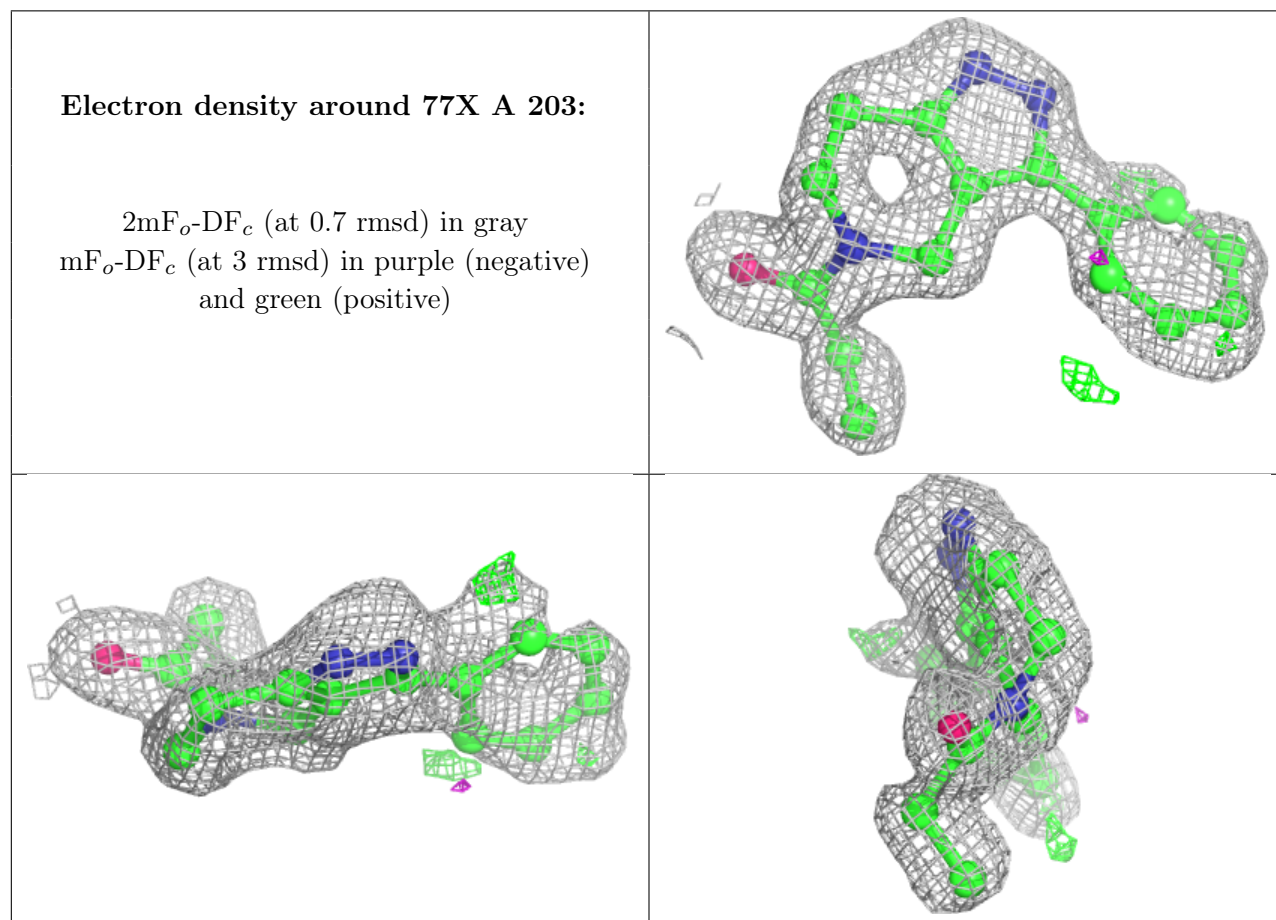 Electron density around 77X A 203:
2mFo-DFc (at 0.7 rmsd) in gray
mFo-DFc (at 3 rmsd) in purple (negative)
and green (positive)